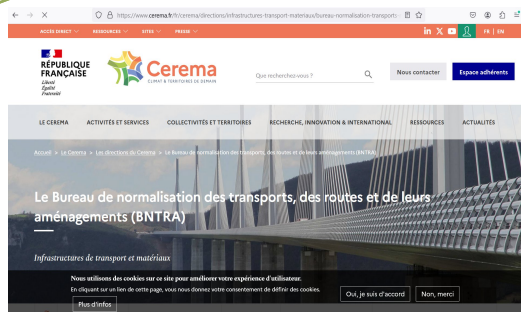 https://www.cerema.fr/fr/cerema/directions/infrastructures-transport-materiaux/bureau-normalisation-transports
ACCÈS DIRECT RESSOURCES SITES PRESSE in X FR | EN
RÉPUBLIQUE
FRANÇAISE
Liberté
Égalité
Fraternité
Cerema
CLIMAT & TERRITOIRES DE DEMAIN
Que recherchez-vous ?
Nous contacter
Espace adhérents
LE CEREMA ACTIVITÉS ET SERVICES COLLECTIVITÉS ET TERRITOIRES RECHERCHE, INNOVATION & INTERNATIONAL RESSOURCES ACTUALITÉS
Accueil > Le Cerema > Les directions du Cerema > Le Bureau de normalisation des transports, des routes et de leurs aménagements (BNTRA)
Le Bureau de normalisation des transports, des routes et de leurs
aménagements (BNTRA)
Infrastructures de transport et matériaux
Nous utilisons des cookies sur ce site pour améliorer votre expérience d'utilisateur.
En cliquant sur un lien de cette page, vous nous donnez votre consentement de définir des cookies.
Oui, je suis d'accord
Non, merci
Plus d'infos